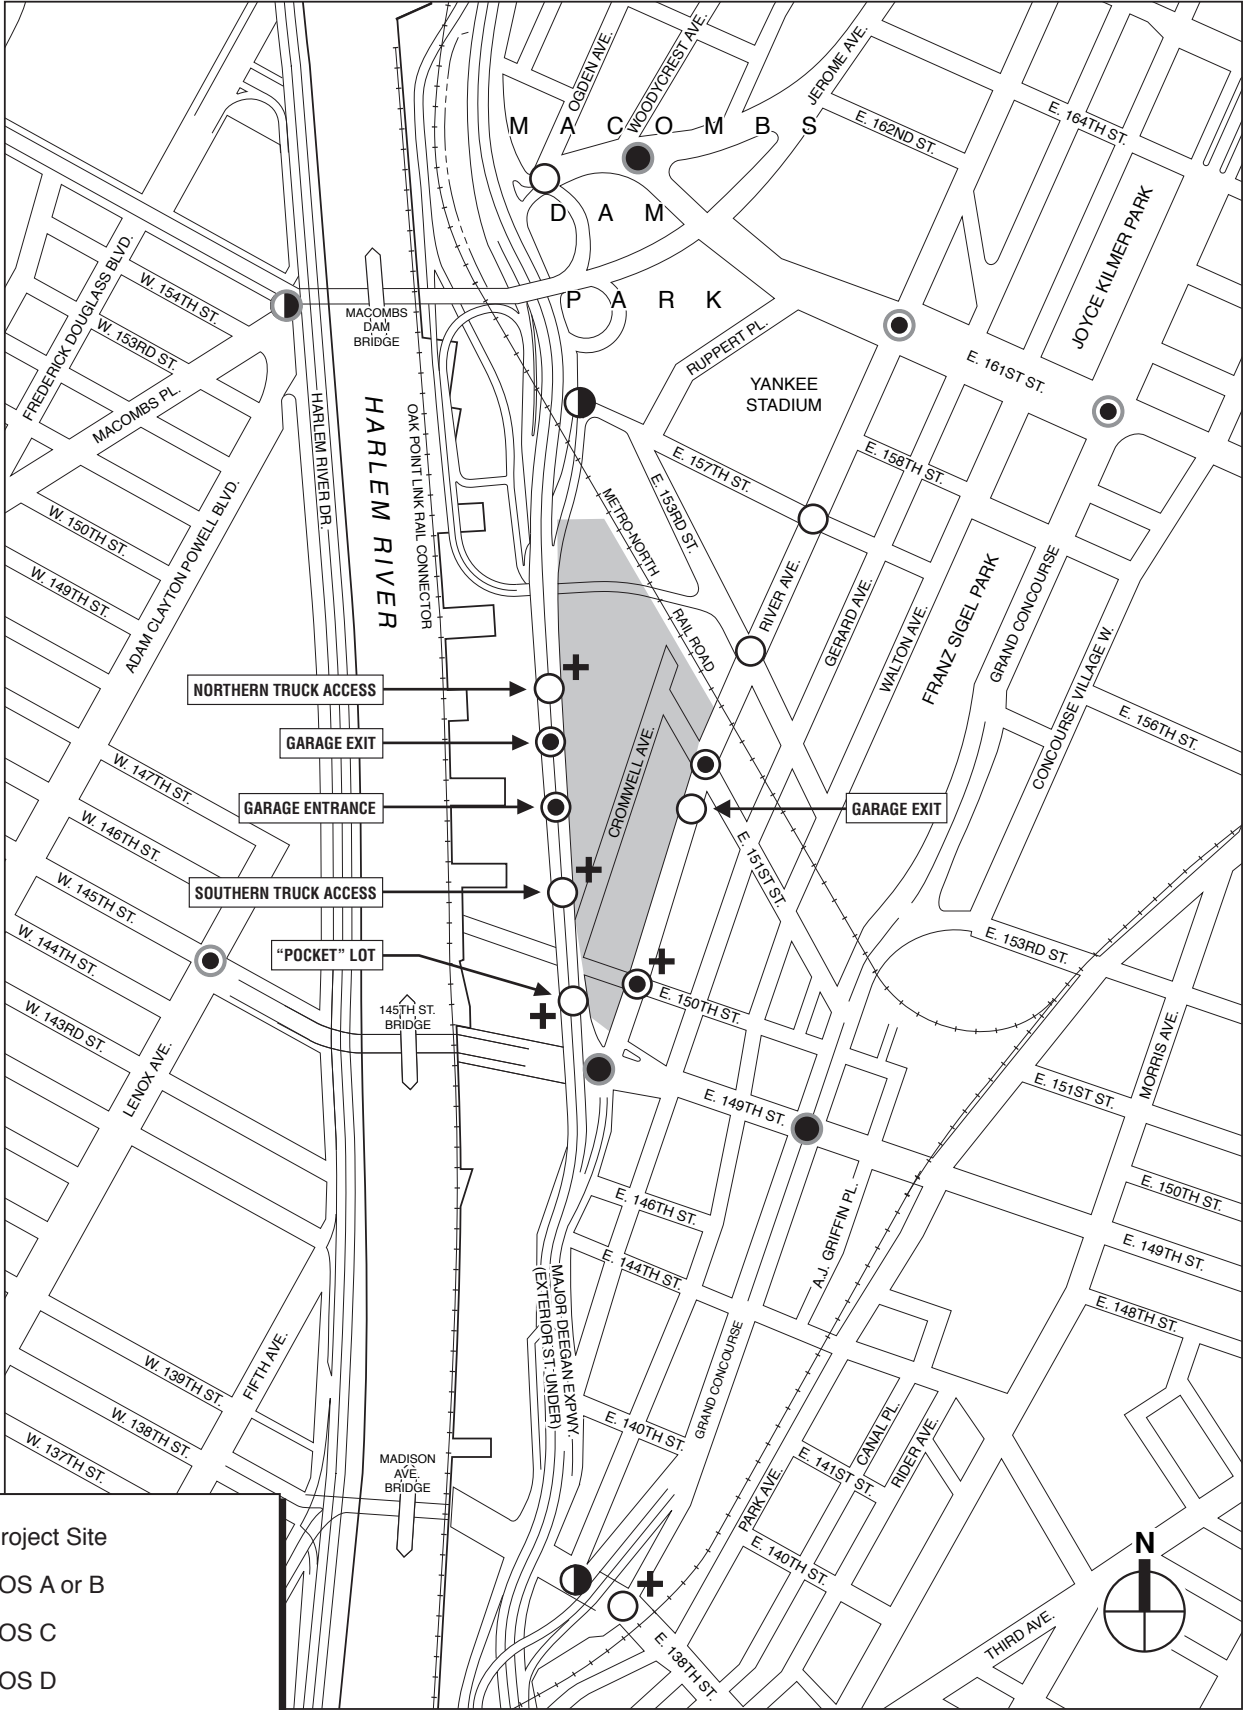 OGDEN AVE.
WOODYCREST AVE.
JEROME AVE.
M A C O M B S
E. 162ND ST.
E. 164TH ST.
D A M
JOYCE KILMER PARK
FREDERICK DOUGLASS BLVD.
W. 154TH ST.
P A R K
MACOMBS
DAM
BRIDGE
W. 153RD ST.
RUPPERT PL.
E. 161ST ST.
YANKEE
STADIUM
MACOMBS PL.
HARLEM RIVER DR.
HARLEM RIVER
OAK POINT LINK RAIL CONNECTOR
E. 157TH ST.
E. 158TH ST.
E. 153RD ST.
METRO-NORTH
RAIL ROAD
W. 150TH ST.
W. 149TH ST.
ADAM CLAYTON POWELL BLVD.
RIVER AVE.
GERARD AVE.
WALTON AVE.
FRANZ SIGEL PARK
GRAND CONCOURSE
CONCOURSE VILLAGE W.
E. 156TH ST.
NORTHERN TRUCK ACCESS
GARAGE EXIT
GARAGE ENTRANCE
CROMWELL AVE.
GARAGE EXIT
W. 147TH ST.
W. 146TH ST.
E. 151ST ST.
SOUTHERN TRUCK ACCESS
W. 145TH ST.
W. 144TH ST.
"POCKET" LOT
E. 153RD ST.
145TH ST.
BRIDGE
E. 150TH ST.
W. 143RD ST.
LENOX AVE.
MORRIS AVE.
E. 151ST ST.
E. 149TH ST.
E. 146TH ST.
A.J. GRIFFIN PL.
E. 150TH ST.
E. 149TH ST.
E. 144TH ST.
MAJOR DEEGAN EXPWY.
(EXTERIOR ST. UNDER)
E. 148TH ST.
FIFTH AVE.
GRAND CONCOURSE
W. 139TH ST.
W. 138TH ST.
W. 137TH ST.
E. 140TH ST.
CANAL PL.
RIDER AVE.
E. 141ST ST.
MADISON
AVE.
BRIDGE
PARK AVE.
E. 140TH ST.
N
E. 138TH ST.
THIRD AVE.
roject Site
OS A or B
OS C
OS D